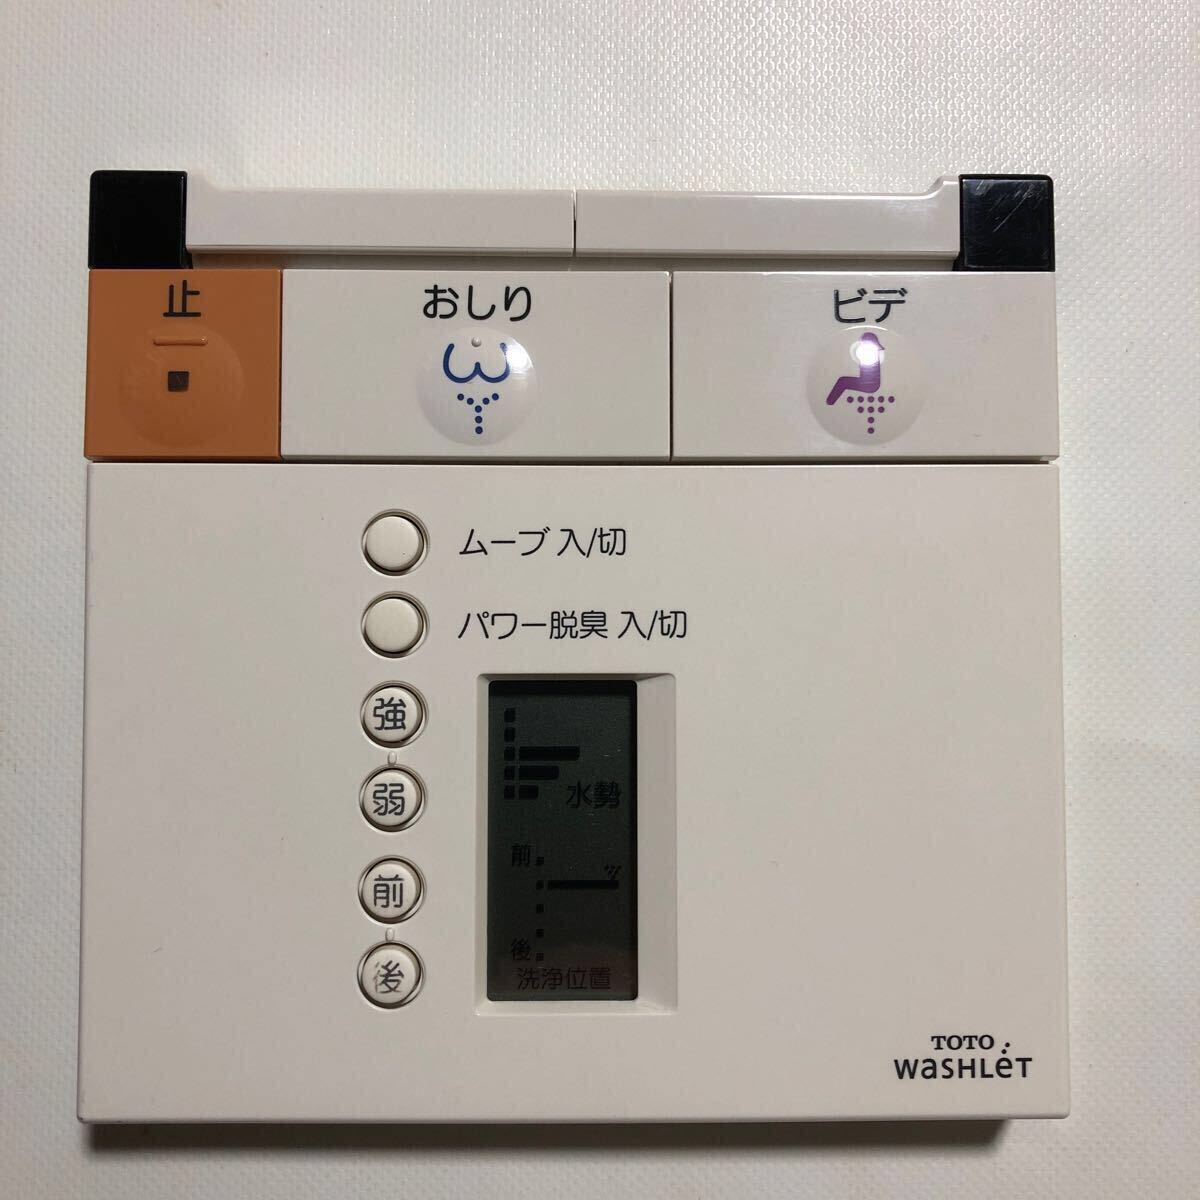 止
おしり
ビデ
ムーブ 入/切
パワー脱臭 入/切
強
弱
水勢
前
前
後
後
洗浄位置
TOTO
WASHLET